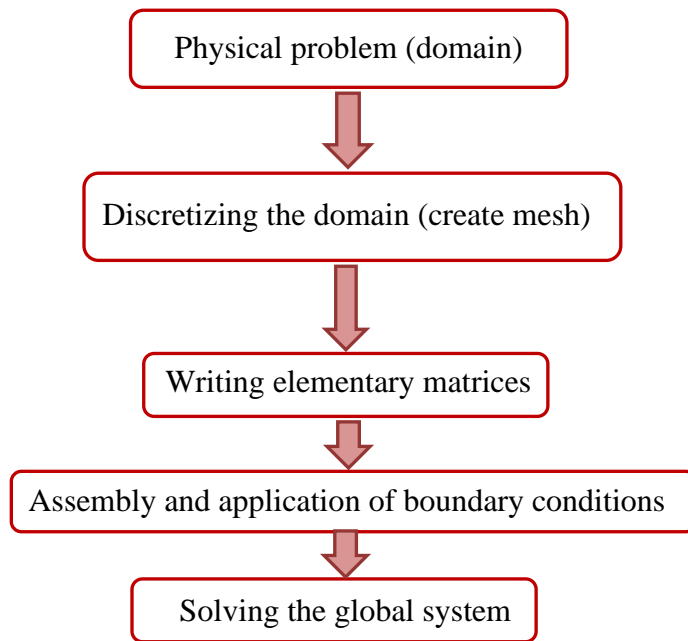 Physical problem (domain)
Discretizing the domain (create mesh)
Writing elementary matrices
Assembly and application of boundary conditions
Solving the global system